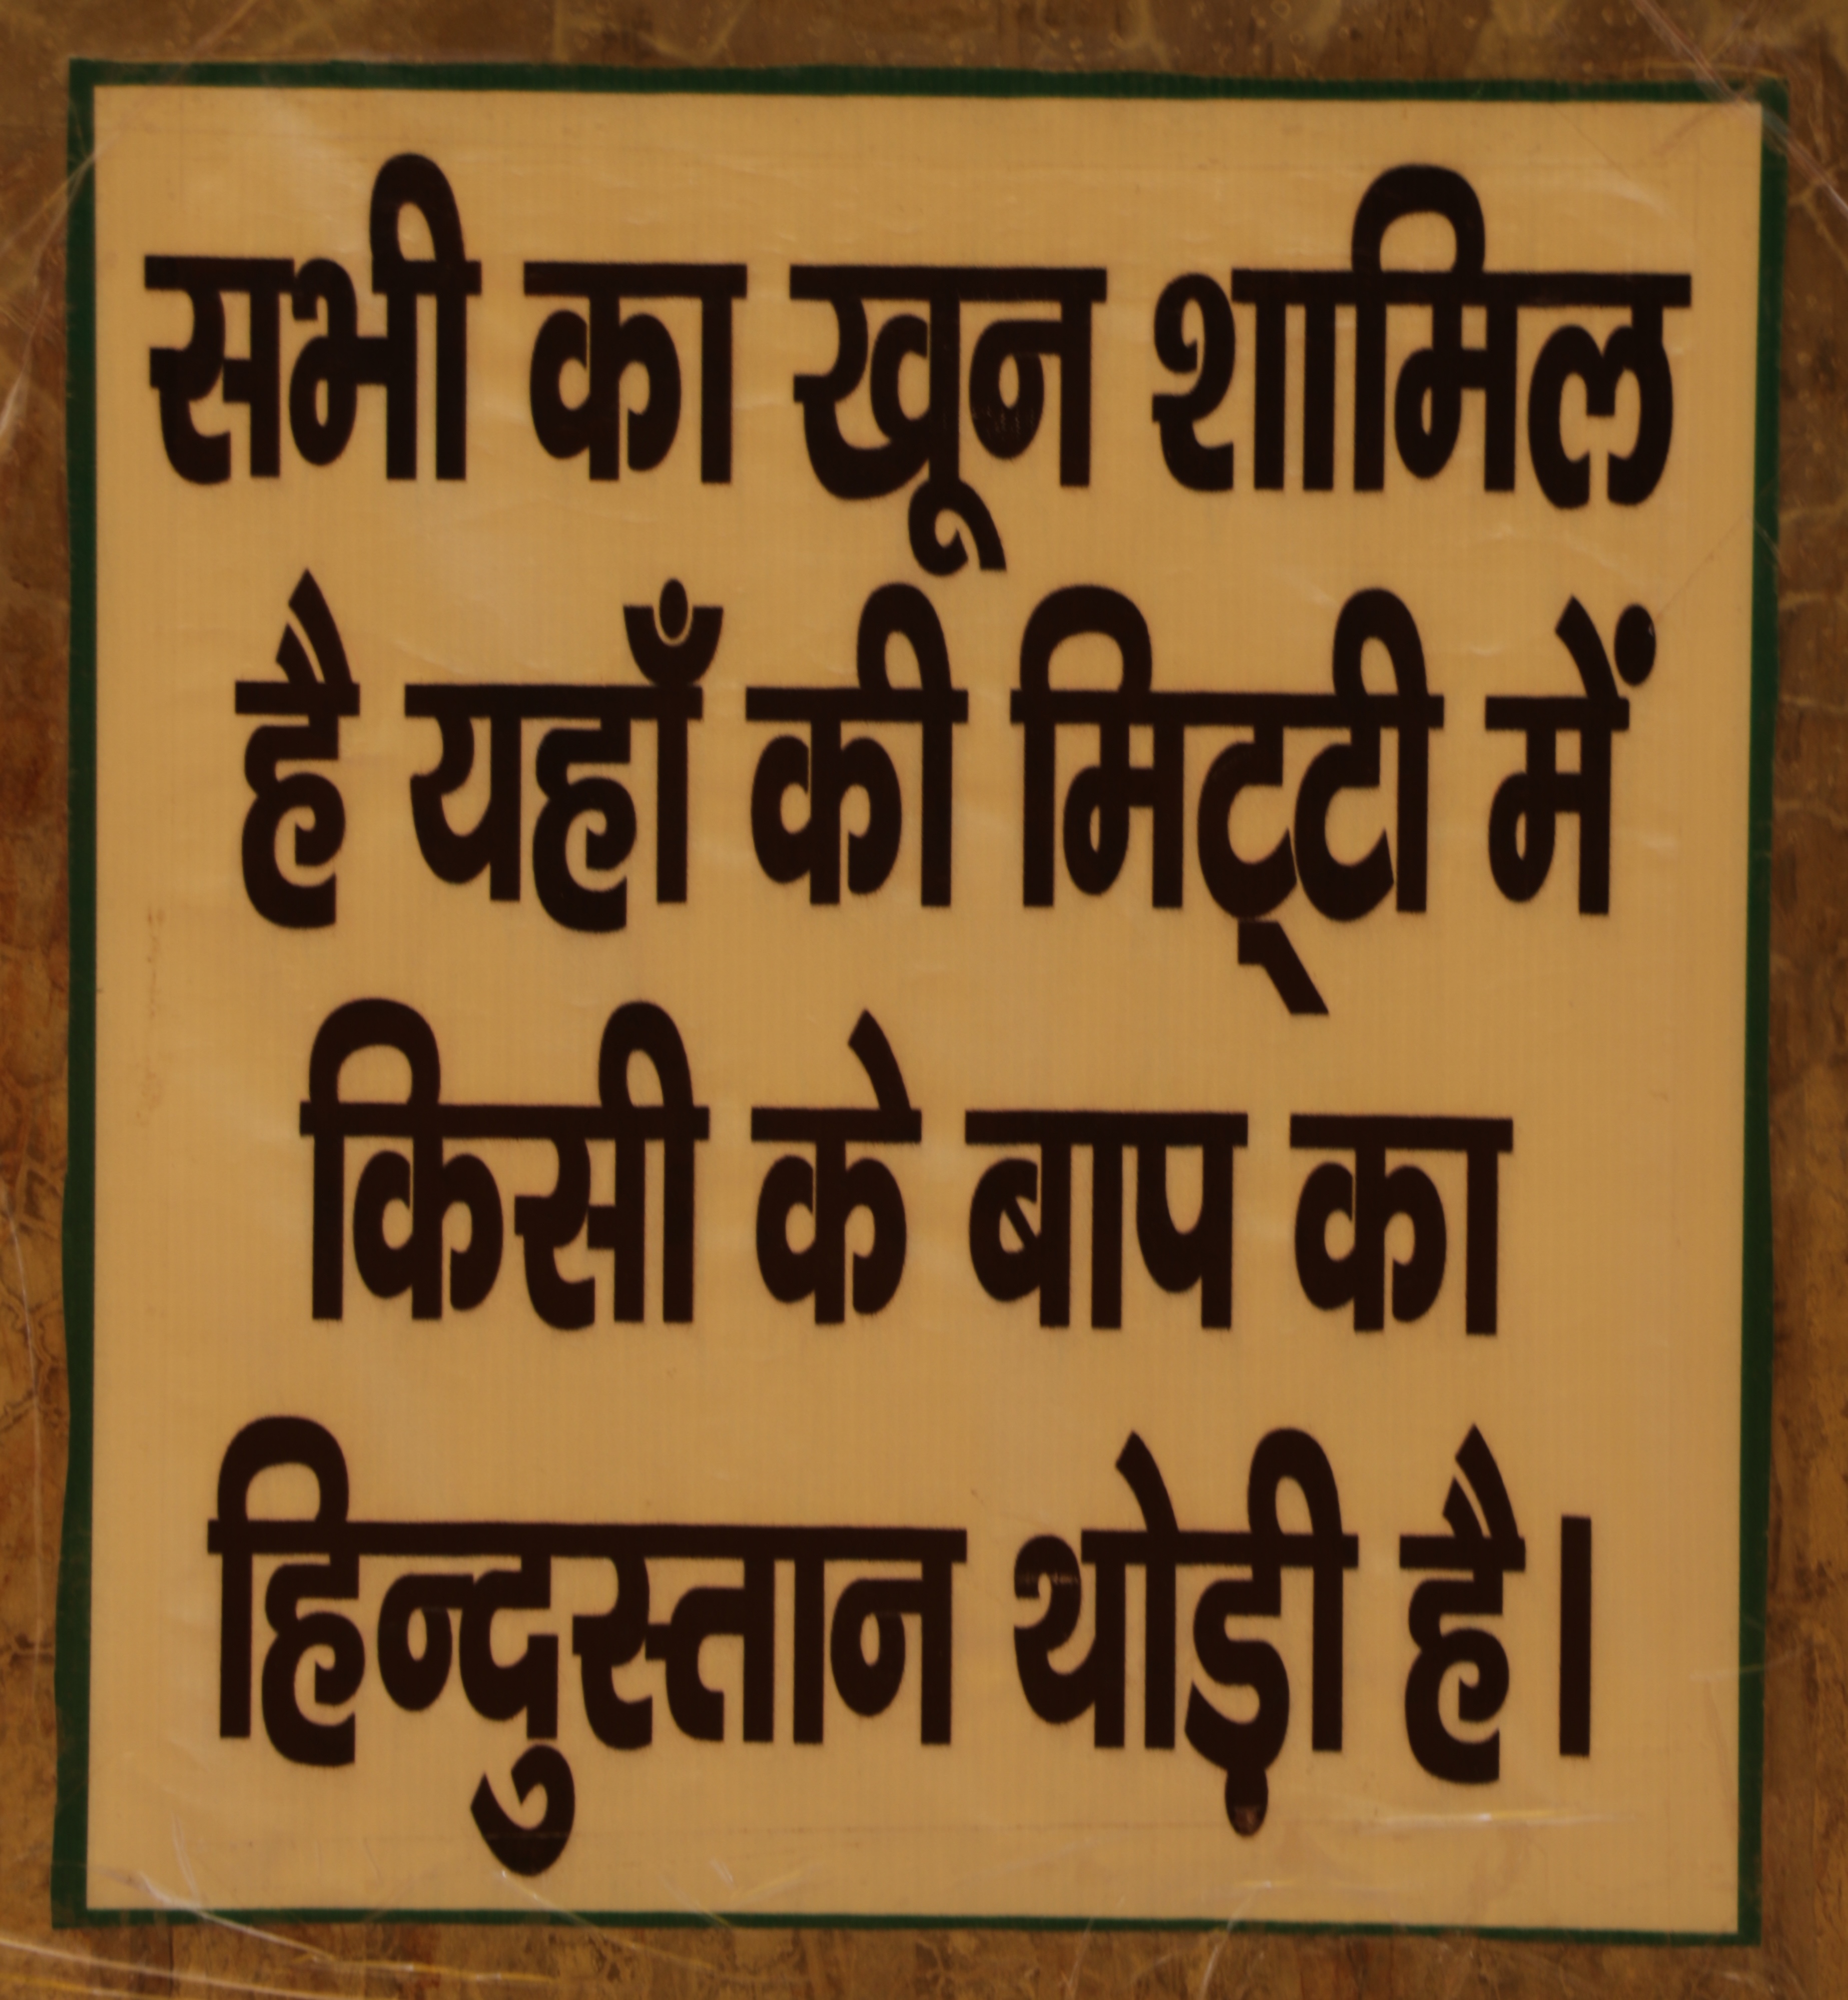 सभी का खून शामिल
है यहाँ की मिट्टी में
किसी के बाप का
हिन्दुस्तान थोड़ी है।